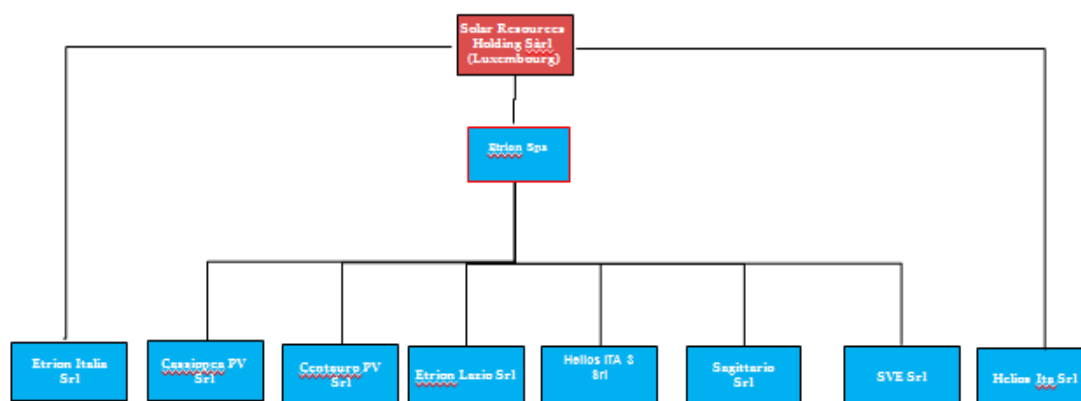 Solar Resources
Holding Sàrl
(Luxembourg)
Etrion Spa
Etrion Italia
Srl
Cassiopea PV
Srl
Centauro PV
Srl
Etrion Lazio Srl
Helios ITA 3
Srl
Sagittario
Srl
SVE Srl
Helios Ita Srl